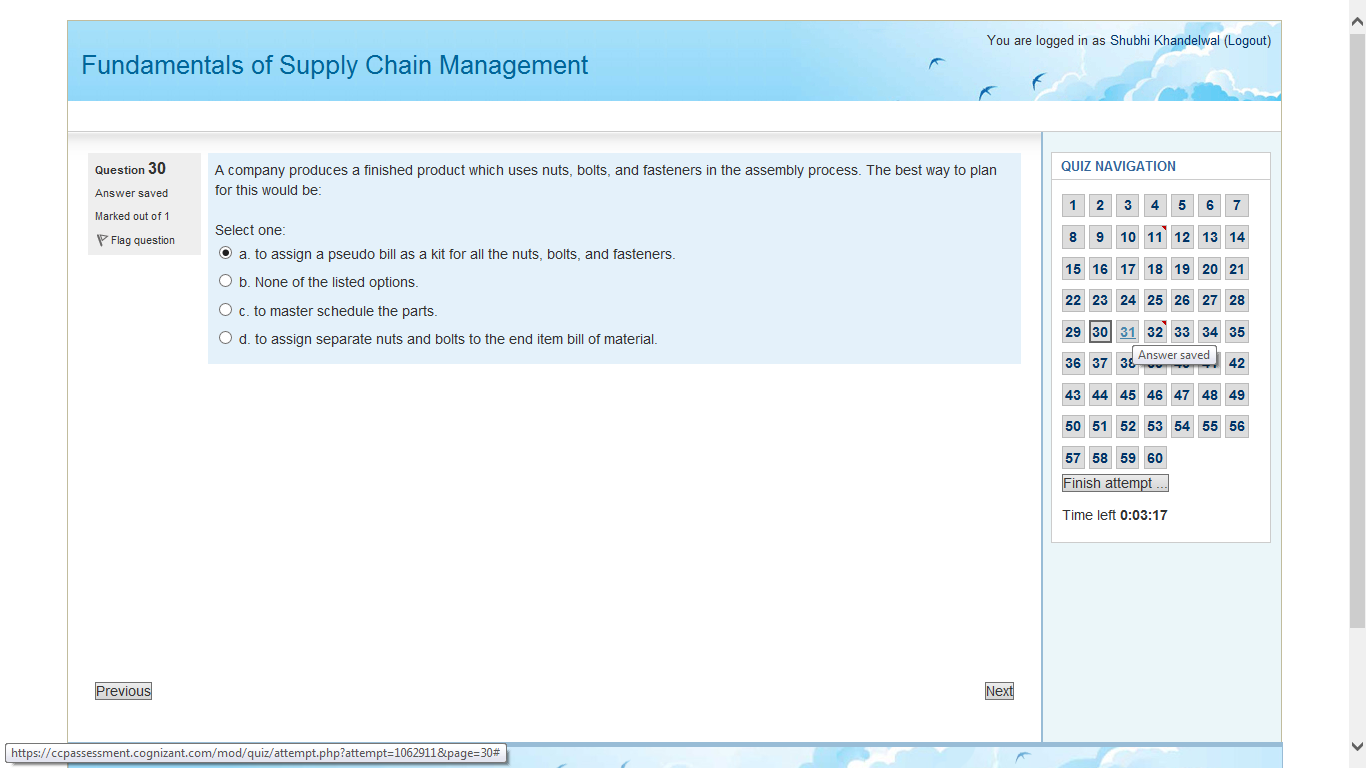 You are logged in as Shubhi Khandelwal (Logout)
Fundamentals of Supply Chain Management
Question 30
Answer saved
Marked out of 1
Flag question
A company produces a finished product which uses nuts, bolts, and fasteners in the assembly process. The best way to plan
for this would be:
Select one:
a. to assign a pseudo bill as a kit for all the nuts, bolts, and fasteners.
b. None of the listed options.
c. to master schedule the parts.
d. to assign separate nuts and bolts to the end item bill of material.
Previous
Next
QUIZ NAVIGATION
1 2 3 4 5 6 7
8 9 10 11 12 13 14
15 16 17 18 19 20 21
22 23 24 25 26 27 28
29 30 31 32 33 34 35
Answer saved
36 37 38 42
43 44 45 46 47 48 49
50 51 52 53 54 55 56
57 58 59 60
Finish attempt ...
Time left 0:03:17
https://ccpassessment.cognizant.com/mod/quiz/attempt.php?attempt=1062911&page=30#